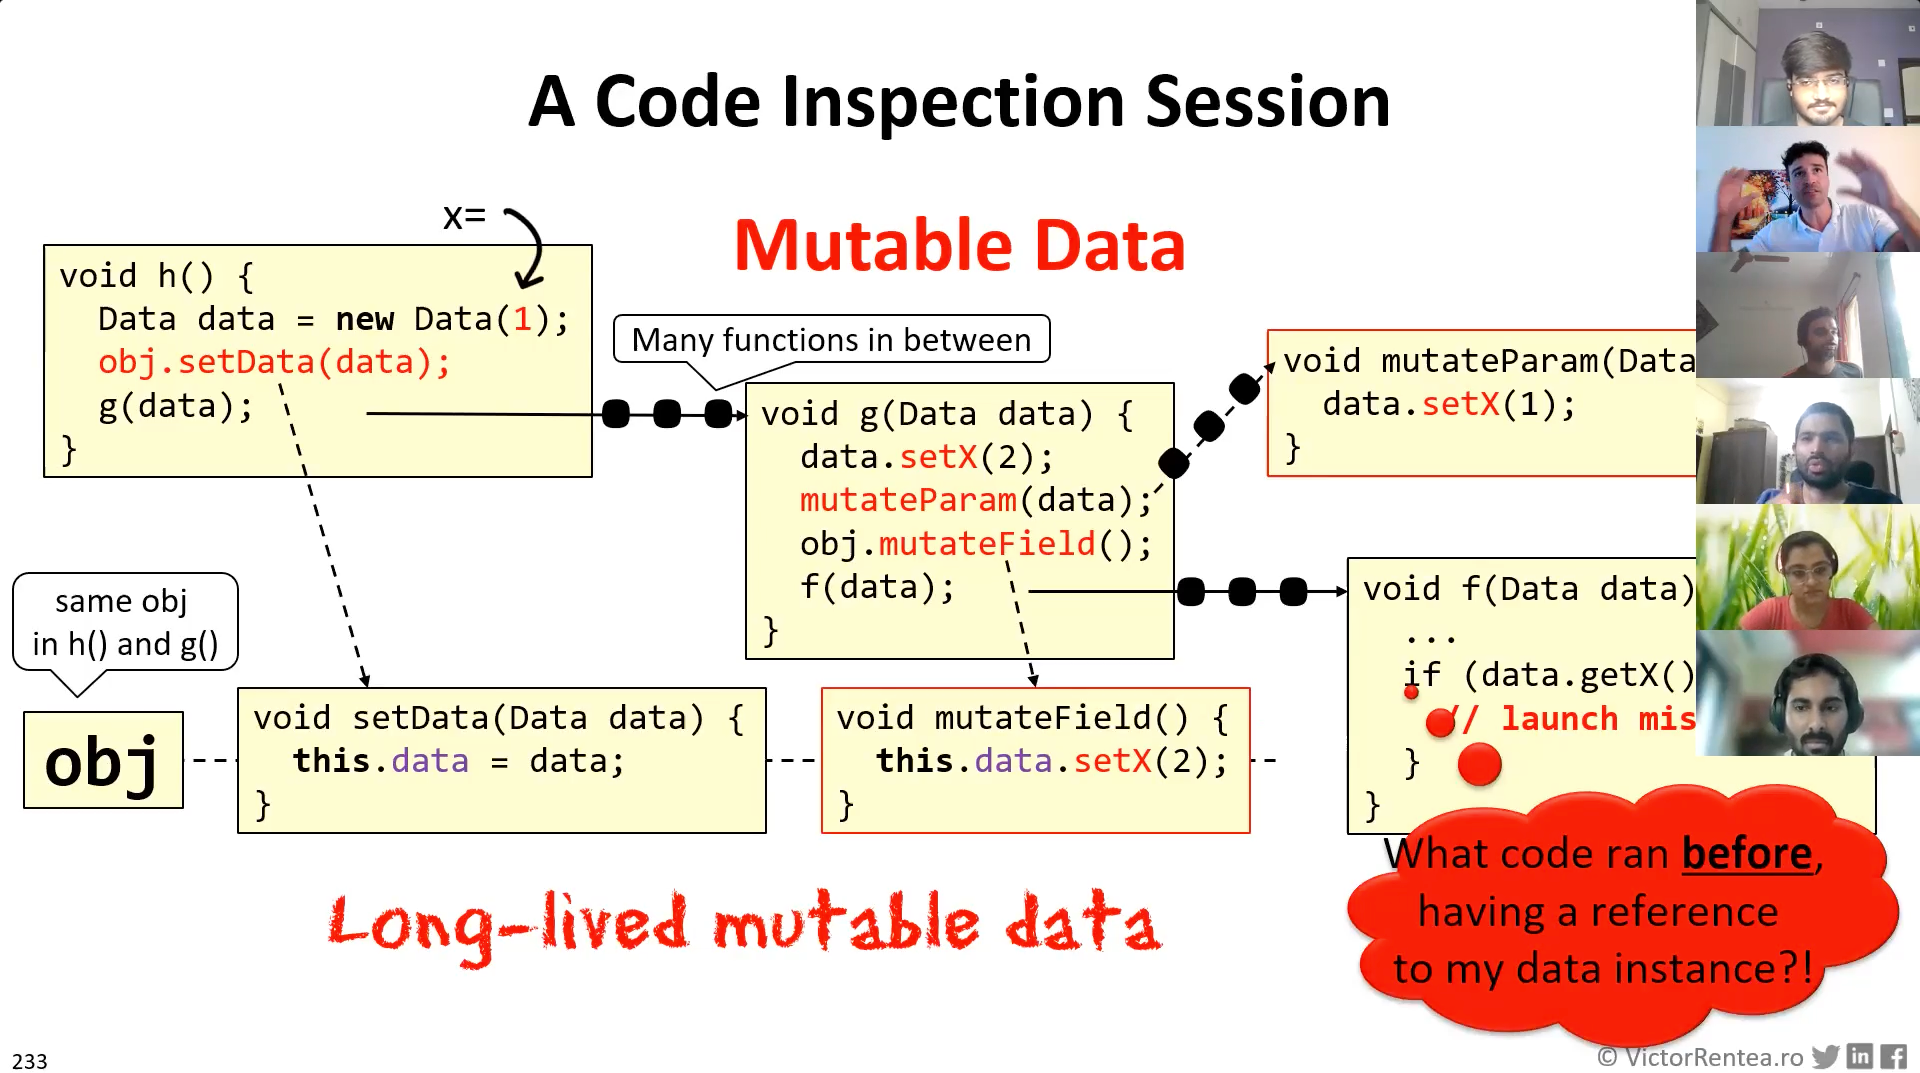 A Code Inspection Session
x=
Mutable Data
void h() {
Data data = new Data(1);
obj.setData(data);
g(data);
}
Many functions in between
void g(Data data) {
data.setX(2);
mutateParam(data);
obj.mutateField();
f(data);
}
void mutateParam(Data
data.setX(1);
}
void f(Data data)
...
if (data.getX()
// launch mis
}
}
same obj
in h() and g()
obj
void setData(Data data) {
this.data = data;
}
void mutateField() {
this.data.setX(2);
}
Long-lived mutable data
What code ran before,
having a reference
to my data instance?!
233
© VictorRentea.ro